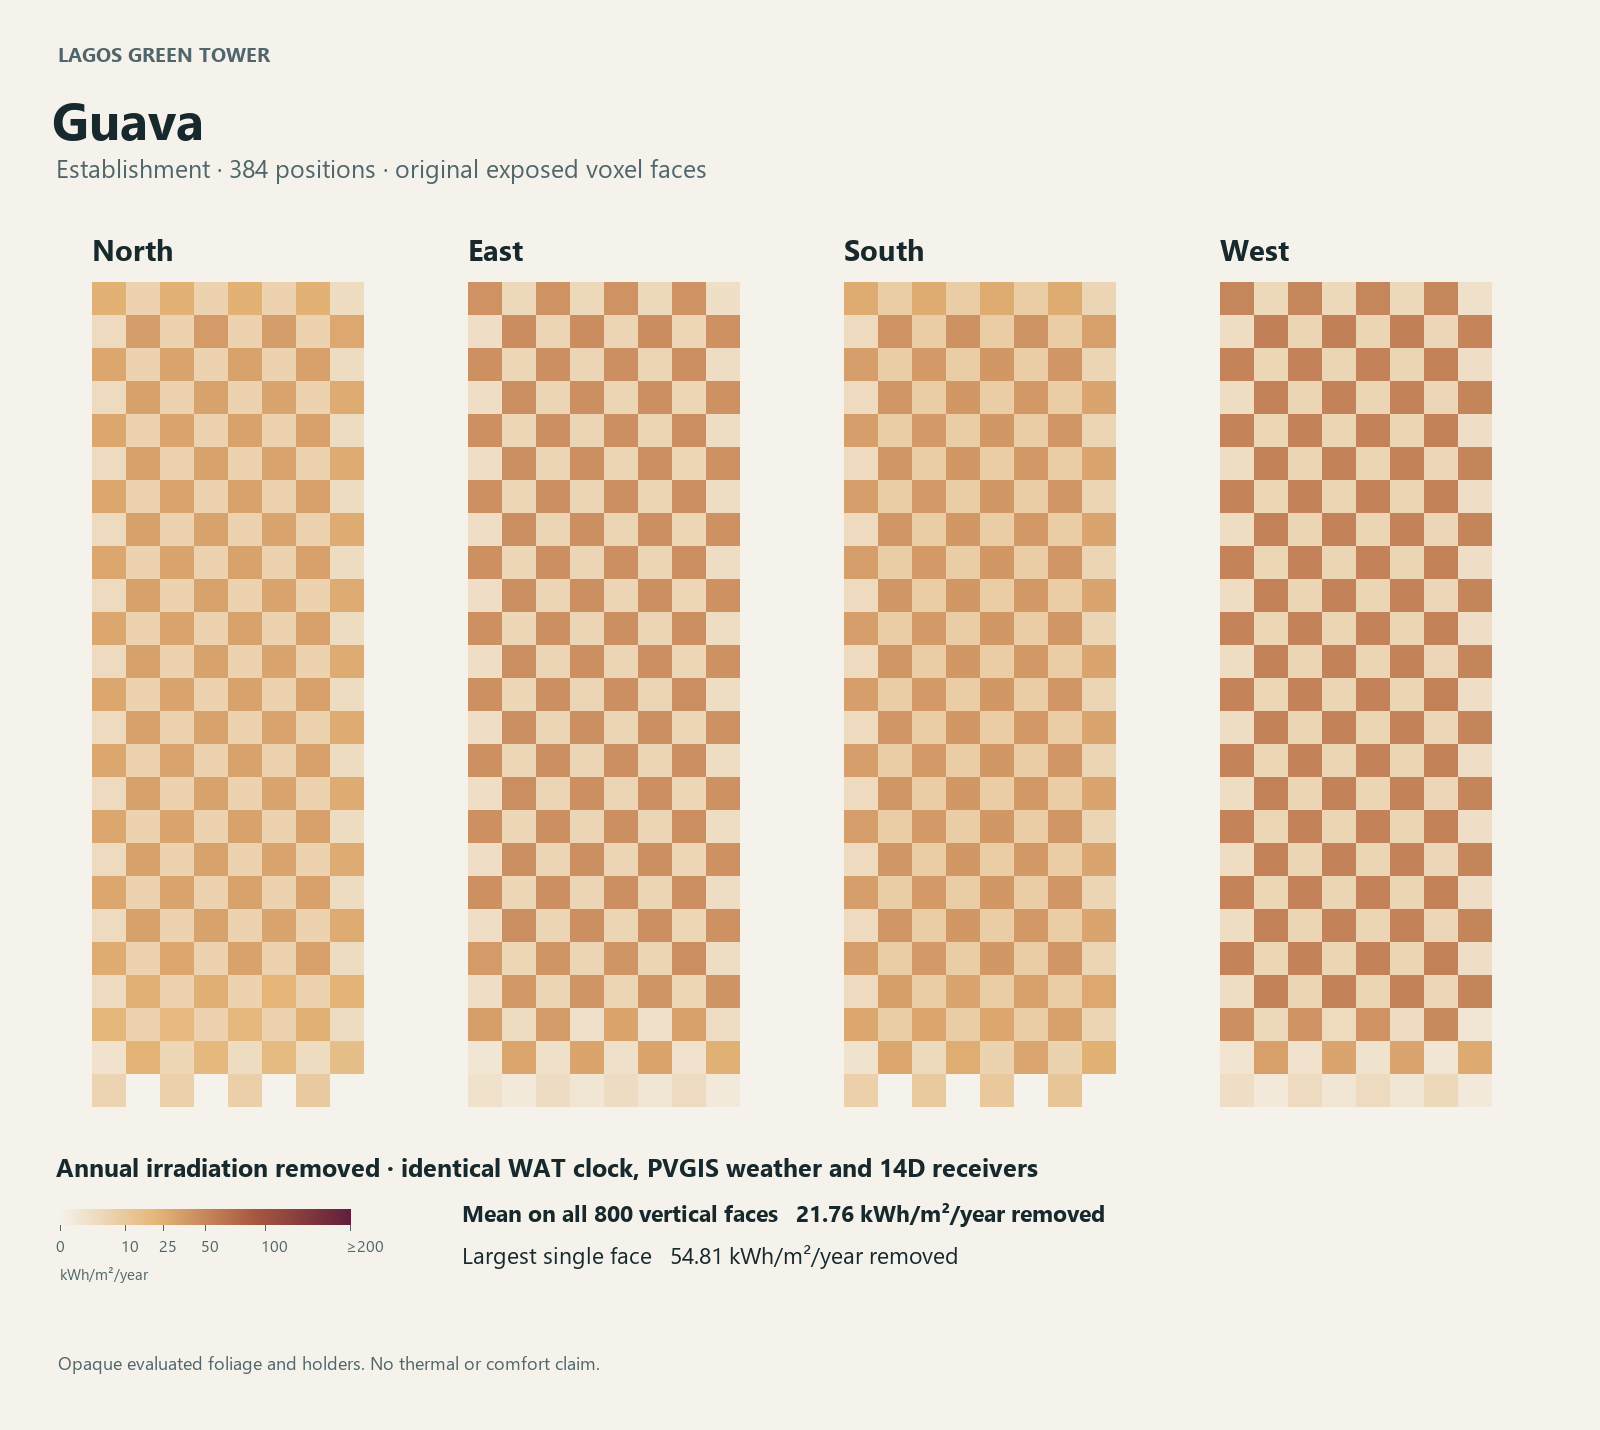 LAGOS GREEN TOWER
Guava
Establishment · 384 positions · original exposed voxel faces
North East South West
Annual irradiation removed · identical WAT clock, PVGIS weather and 14D receivers
Mean on all 800 vertical faces 21.76 kWh/m²/year removed
0 10 25 50 100 ≥200
Largest single face 54.81 kWh/m²/year removed
kWh/m²/year
Opaque evaluated foliage and holders. No thermal or comfort claim.